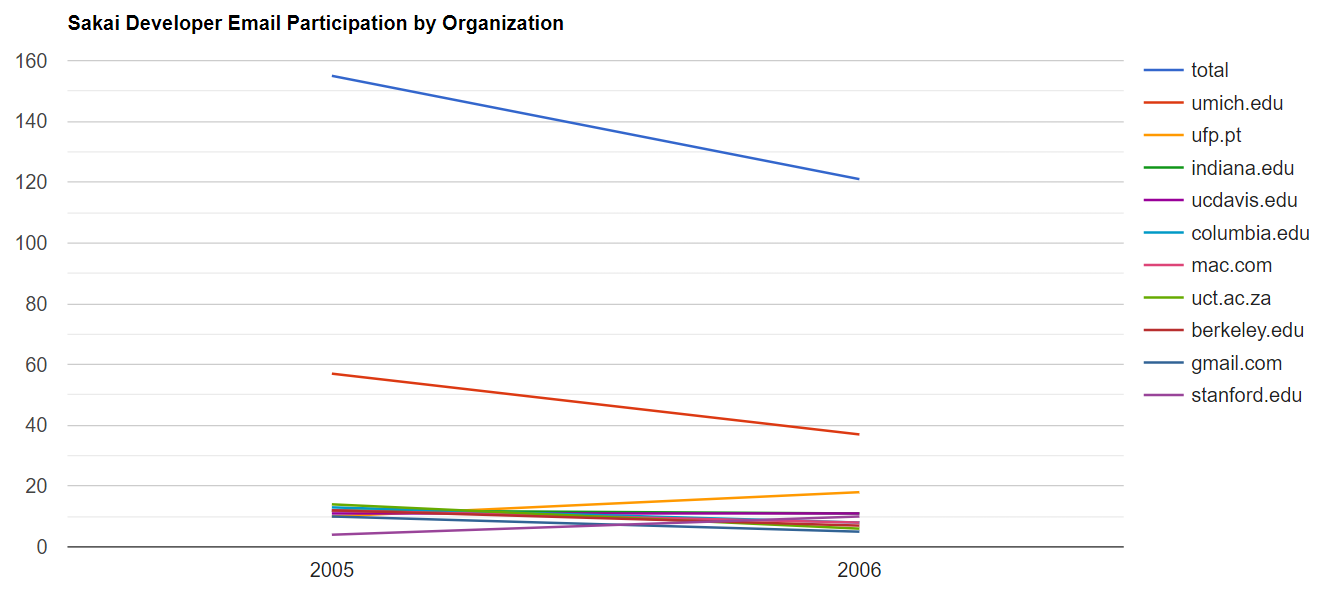 Sakai Developer Email Participation by Organization
160
140
120
100
80
60
40
20
0
2005
2006
total
umich.edu
ufp.pt
indiana.edu
ucdavis.edu
columbia.edu
mac.com
uct.ac.za
berkeley.edu
gmail.com
stanford.edu